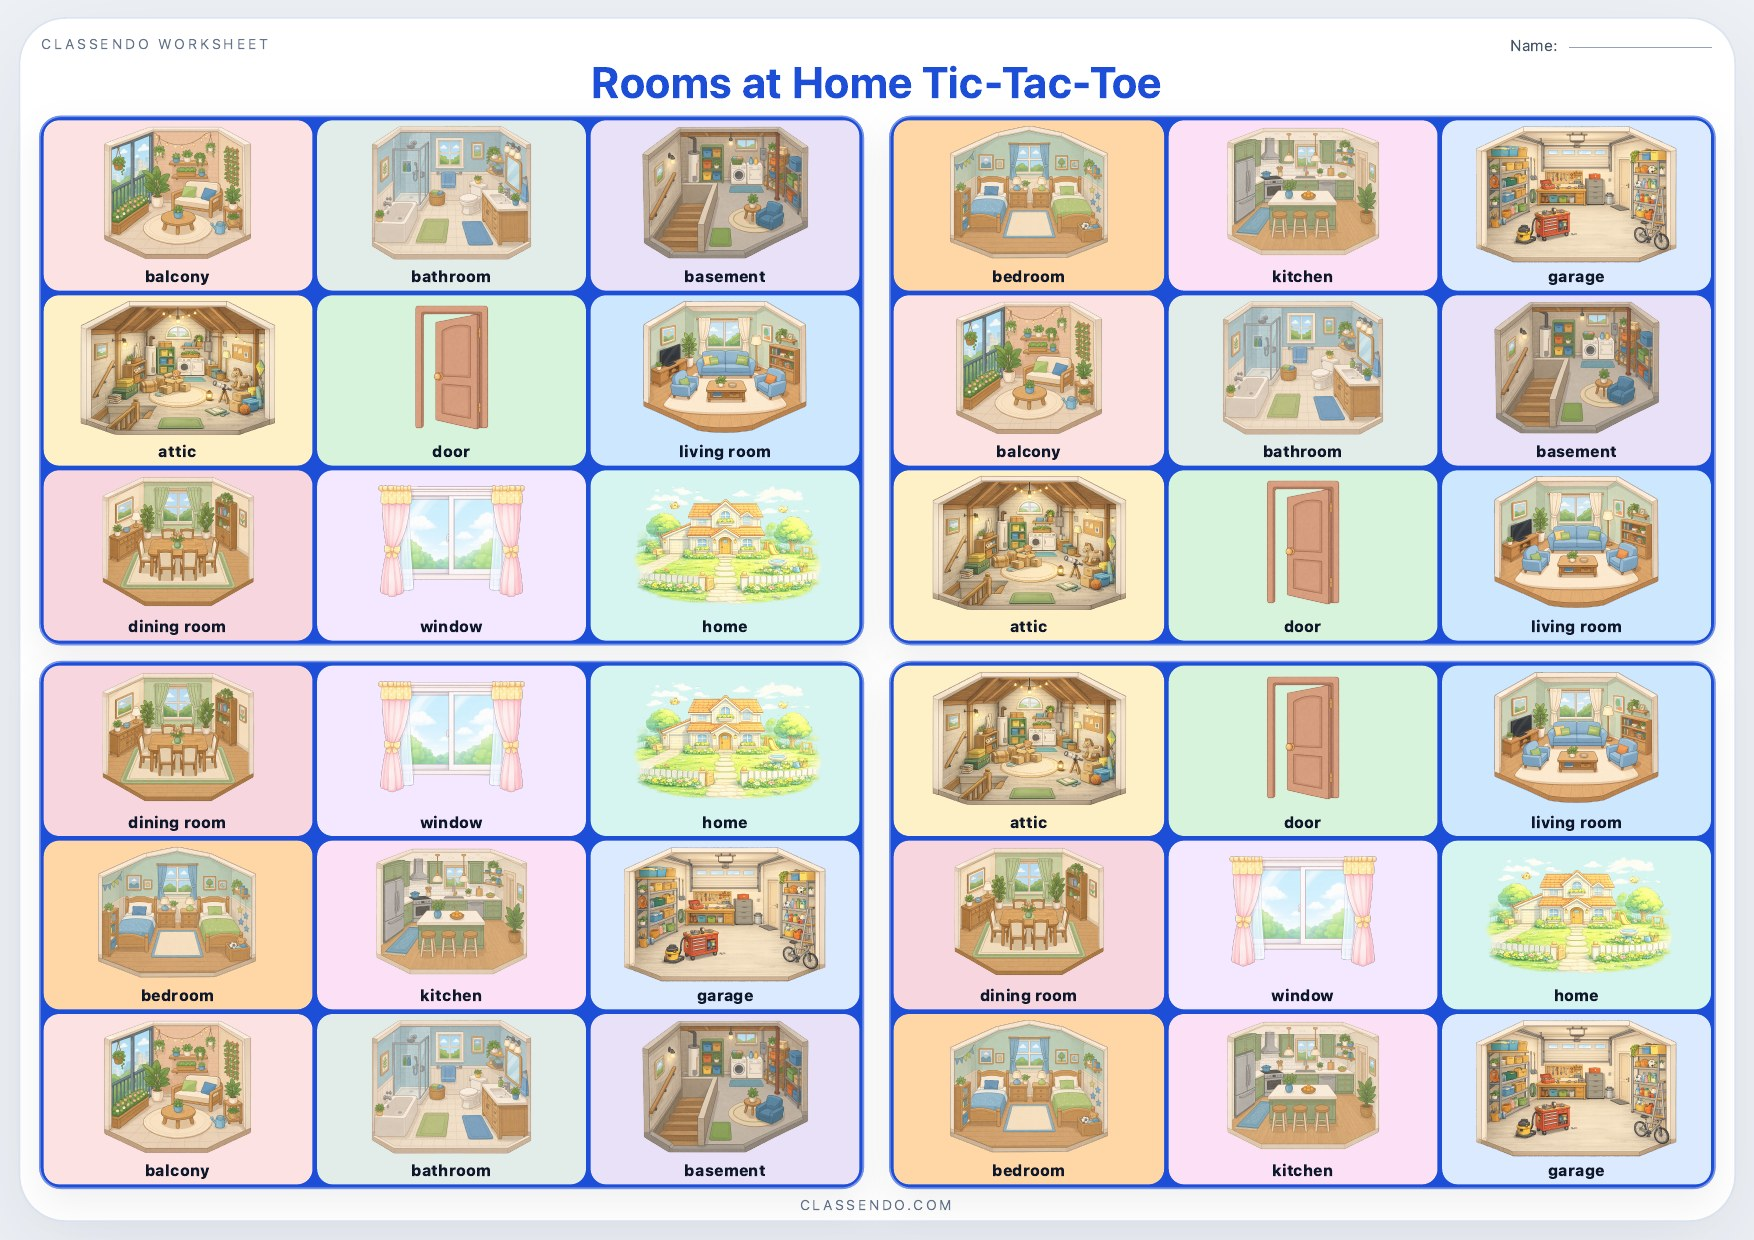 CLASSENDO WORKSHEET
Name:
Rooms at Home Tic-Tac-Toe
balcony bathroom basement
attic door living room
dining room window home
bedroom kitchen garage
balcony bathroom basement
attic door living room
dining room window home
bedroom kitchen garage
balcony bathroom basement
attic door living room
dining room window home
bedroom kitchen garage
CLASSENDO.COM